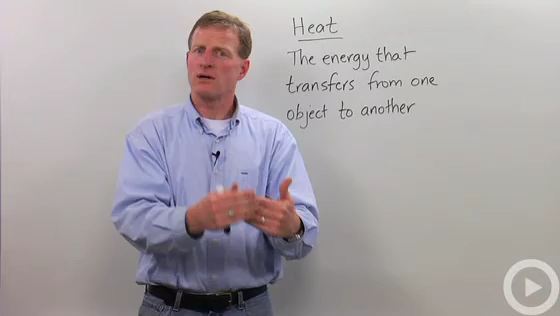 Heat
The energy that
transfers from one
object to another